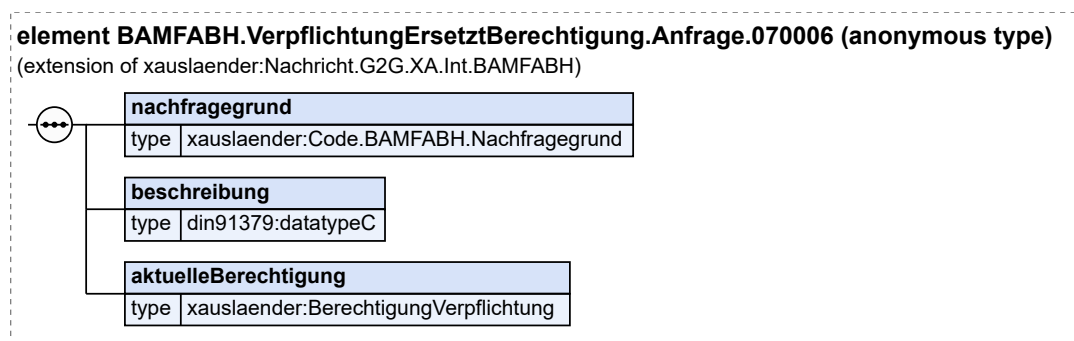 element BAMFABH.VerpflichtungErsetztBerechtigung.Anfrage.070006 (anonymous type)
(extension of xauslaender:Nachricht.G2G.XA.Int.BAMFABH)
nachfragegrund
type xauslaender:Code.BAMFABH.Nachfragegrund
beschreibung
type din91379:datatypeC
aktuelleBerechtigung
type xauslaender:BerechtigungVerpflichtung